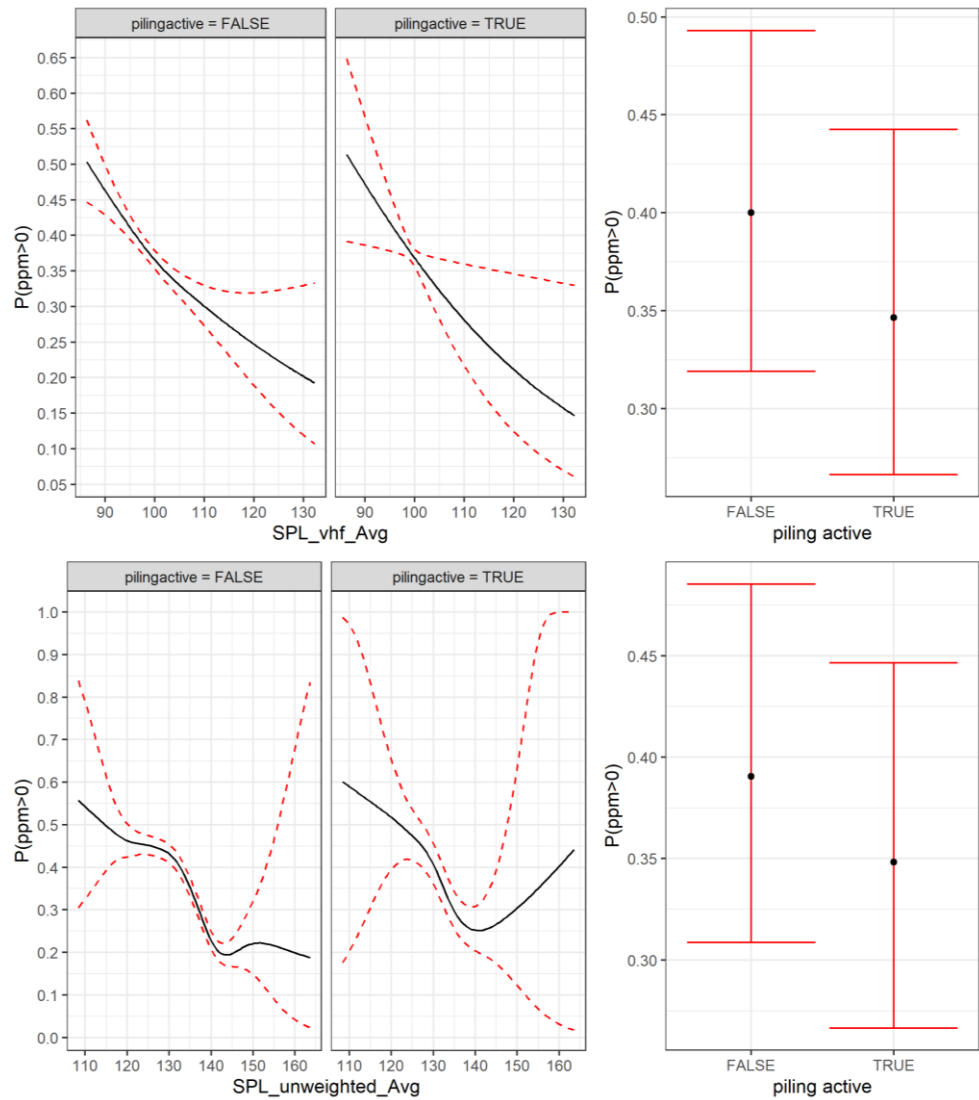 pilingactive = FALSE
pilingactive = TRUE
P(ppm>0)
0.65
0.60
0.55
0.50
0.45
0.40
0.35
0.30
0.25
0.20
0.15
0.10
0.05
90 100 110 120 130
90 100 110 120 130
SPL_vhf_Avg
P(ppm>0)
0.50
0.45
0.40
0.35
0.30
FALSE TRUE
piling active
pilingactive = FALSE
pilingactive = TRUE
P(ppm>0)
1.0
0.9
0.8
0.7
0.6
0.5
0.4
0.3
0.2
0.1
0.0
110 120 130 140 150 160
110 120 130 140 150 160
SPL_unweighted_Avg
P(ppm>0)
0.45
0.40
0.35
0.30
FALSE TRUE
piling active